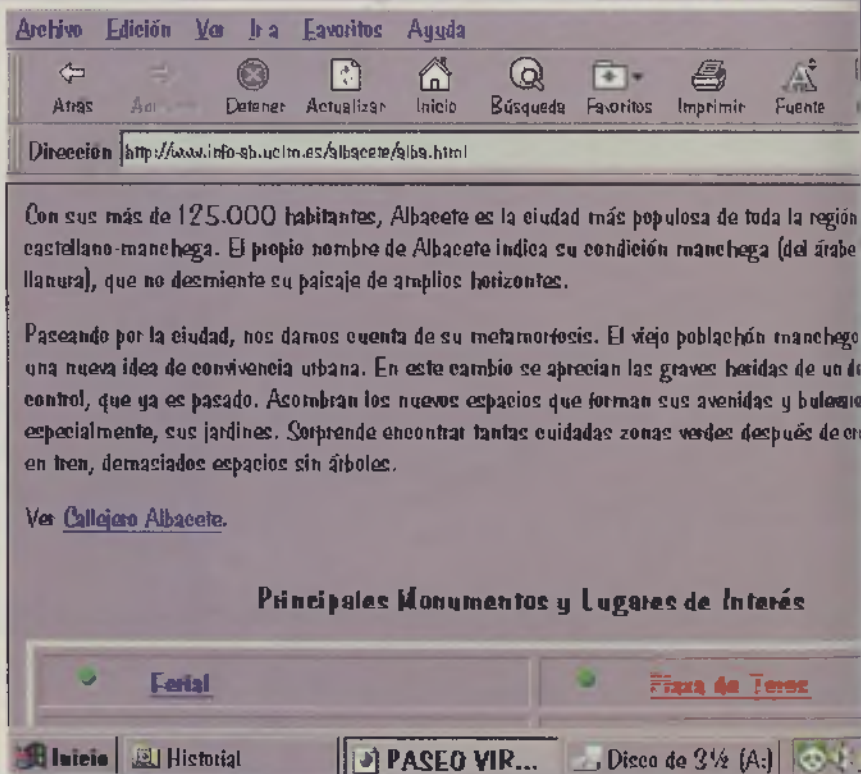 Archivo Edición Ver Ir a Favoritos Ayuda
Atrás Detener Actualizar Inicio Búsqueda Favoritos Imprimir Fuente
Dirección http://www.info-ab.uclm.es/albacete/alba.html
Con sus más de 125.000 habitantes, Albacete es la ciudad más populosa de toda la región
castellano-manchega. El propio nombre de Albacete indica su condición manchega (del árabe
llanura), que no desmiente su paisaje de amplios horizontes.
Paseando por la ciudad, nos damos cuenta de su metamorfosis. El viejo poblachón manchego
una nueva idea de convivencia urbana. En este cambio se aprecian las graves heridas de un
control, que ya es pasado. Asombran los nuevos espacios que forman sus avenidas y
especialmente, sus jardines. Sorprende encontrar tantas cuidadas zonas verdes después de
en tren, demasiados espacios sin árboles.
Ver Callejero Albacete.
Principales Monumentos y Lugares de Interés
Ferial Plaza de Toros
Inicio Historial PASEO VIR... Disco de 3½ (A:)